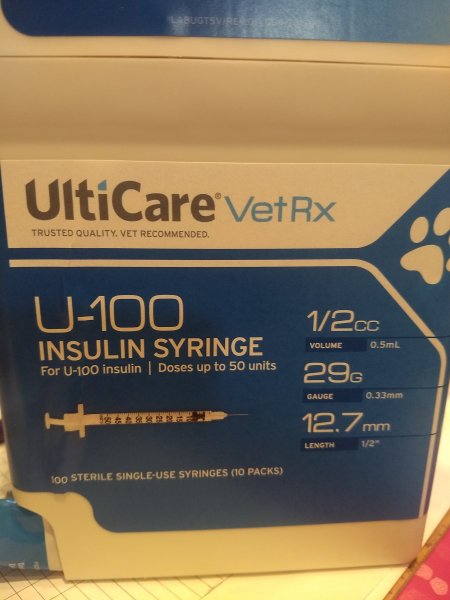 UltiCare® VetRx
TRUSTED QUALITY. VET RECOMMENDED.
U-100
INSULIN SYRINGE
For U-100 insulin | Doses up to 50 units
1/2cc
VOLUME 0.5mL
29G
GAUGE 0.33mm
12.7mm
LENGTH 1/2"
100 STERILE SINGLE-USE SYRINGES (10 PACKS)